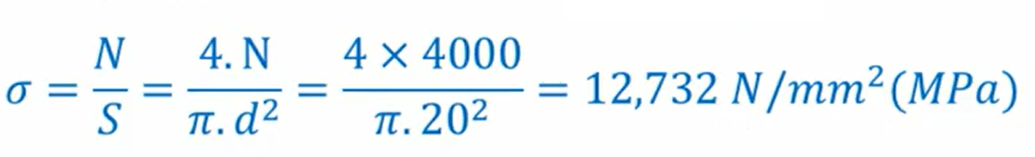 σ = N/S = 4. N/π. d² = 4 × 4000/π. 20² = 12,732 N/mm²(MPa)